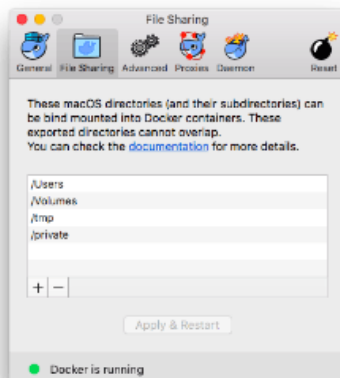 File Sharing
General File Sharing Advanced Proxies Daemon Reset
These macOS directories (and their subdirectories) can
be bind mounted into Docker containers. These
exported directories cannot overlap.
You can check the documentation for more details.
/Users
/Volumes
/tmp
/private
+ −
Apply & Restart
Docker is running